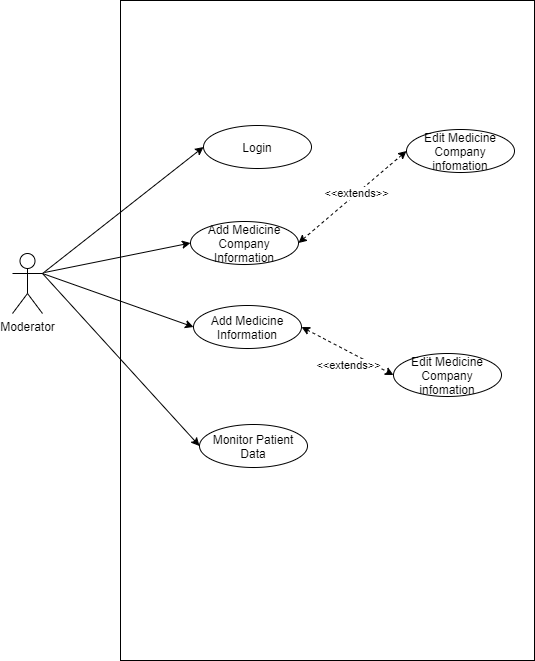 Login
Edit Medicine
Company
infomation
<<extends>>
Add Medicine
Company
Information
Moderator
Add Medicine
Information
<<extends>>
Edit Medicine
Company
infomation
Monitor Patient
Data